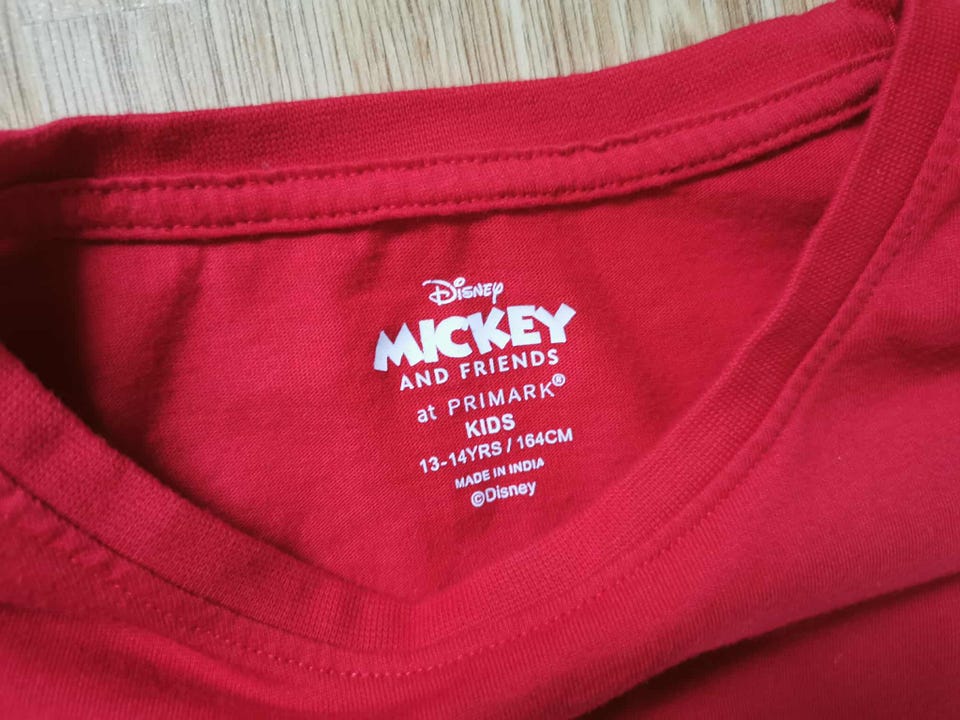 Disney
MICKEY
AND FRIENDS
at PRIMARK®
KIDS
13-14YRS / 164CM
MADE IN INDIA
©Disney